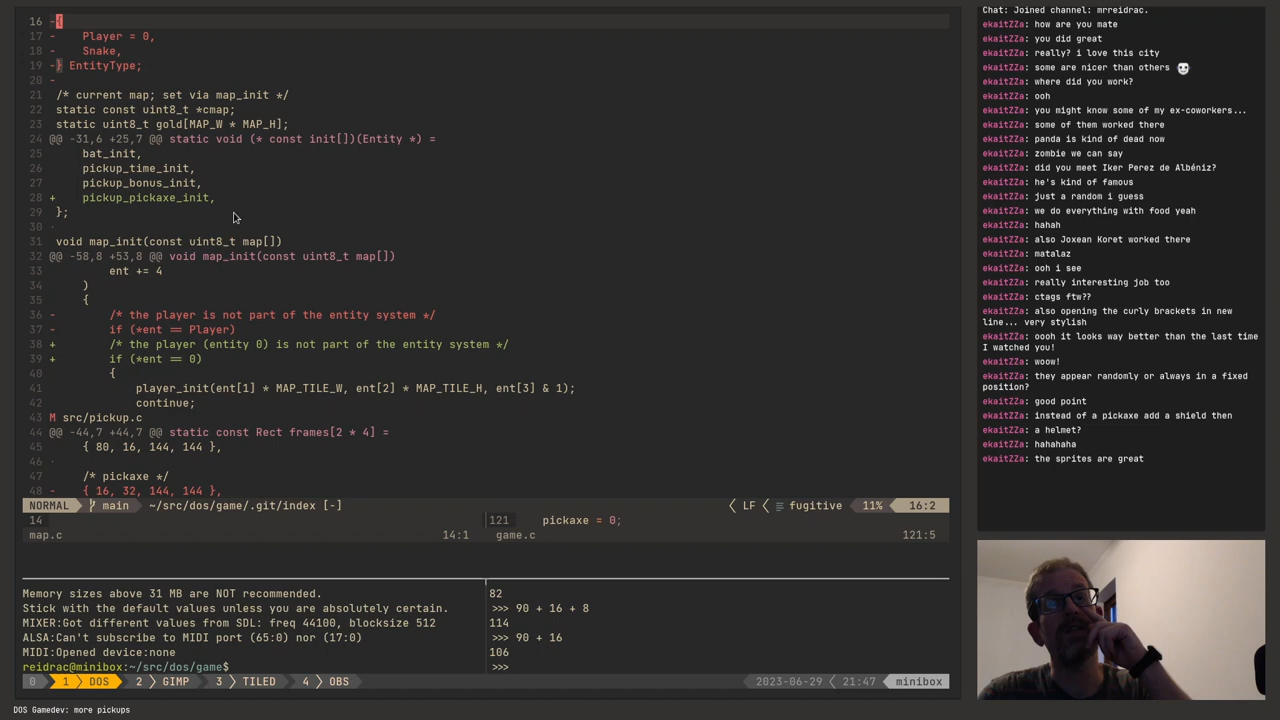 16 -{
17 -    Player = 0,
18 -    Snake,
19 -} EntityType;
20 -
21  /* current map; set via map_init */
22  static const uint8_t *cmap;
23  static uint8_t gold[MAP_W * MAP_H];
24 @@ -31,6 +25,7 @@ static void (* const init[])(Entity *) =
25      bat_init,
26      pickup_time_init,
27      pickup_bonus_init,
28 +    pickup_pickaxe_init,
29  };
30
31  void map_init(const uint8_t map[])
32 @@ -58,8 +53,8 @@ void map_init(const uint8_t map[])
33          ent += 4
34      )
35      {
36 -        /* the player is not part of the entity system */
37 -        if (*ent == Player)
38 +        /* the player (entity 0) is not part of the entity system */
39 +        if (*ent == 0)
40          {
41              player_init(ent[1] * MAP_TILE_W, ent[2] * MAP_TILE_H, ent[3] & 1);
42              continue;
43 M src/pickup.c
44 @@ -44,7 +44,7 @@ static const Rect frames[2 * 4] =
45      { 80, 16, 144, 144 },
46
47      /* pickaxe */
48 -    { 16, 32, 144, 144 },
NORMAL main ~/src/dos/game/.git/index [-] LF fugitive 11% 16:2
14
map.c 14:1
121 pickaxe = 0;
game.c 121:5
Memory sizes above 31 MB are NOT recommended.
Stick with the default values unless you are absolutely certain.
MIXER:Got different values from SDL: freq 44100, blocksize 512
ALSA:Can't subscribe to MIDI port (65:0) nor (17:0)
MIDI:Opened device:none
reidrac@minibox:~/src/dos/game$
82
>>> 90 + 16 + 8
114
>>> 90 + 16
106
>>>
0 1 DOS 2 GIMP 3 TILED 4 OBS 2023-06-29 21:47 minibox
DOS Gamedev: more pickups
Chat: Joined channel: mrreidrac.
ekaitZZa: how are you mate
ekaitZZa: you did great
ekaitZZa: really? i love this city
ekaitZZa: some are nicer than others
ekaitZZa: where did you work?
ekaitZZa: ooh
ekaitZZa: you might know some of my ex-coworkers...
ekaitZZa: some of them worked there
ekaitZZa: panda is kind of dead now
ekaitZZa: zombie we can say
ekaitZZa: did you meet Iker Perez de Albéniz?
ekaitZZa: he's kind of famous
ekaitZZa: just a random i guess
ekaitZZa: we do everything with food yeah
ekaitZZa: hahah
ekaitZZa: also Joxean Koret worked there
ekaitZZa: matalaz
ekaitZZa: ooh i see
ekaitZZa: really interesting job too
ekaitZZa: ctags ftw??
ekaitZZa: also opening the curly brackets in new
line... very stylish
ekaitZZa: oooh it looks way better than the last time
I watched you!
ekaitZZa: woow!
ekaitZZa: they appear randomly or always in a fixed
position?
ekaitZZa: good point
ekaitZZa: instead of a pickaxe add a shield then
ekaitZZa: a helmet?
ekaitZZa: hahahaha
ekaitZZa: the sprites are great